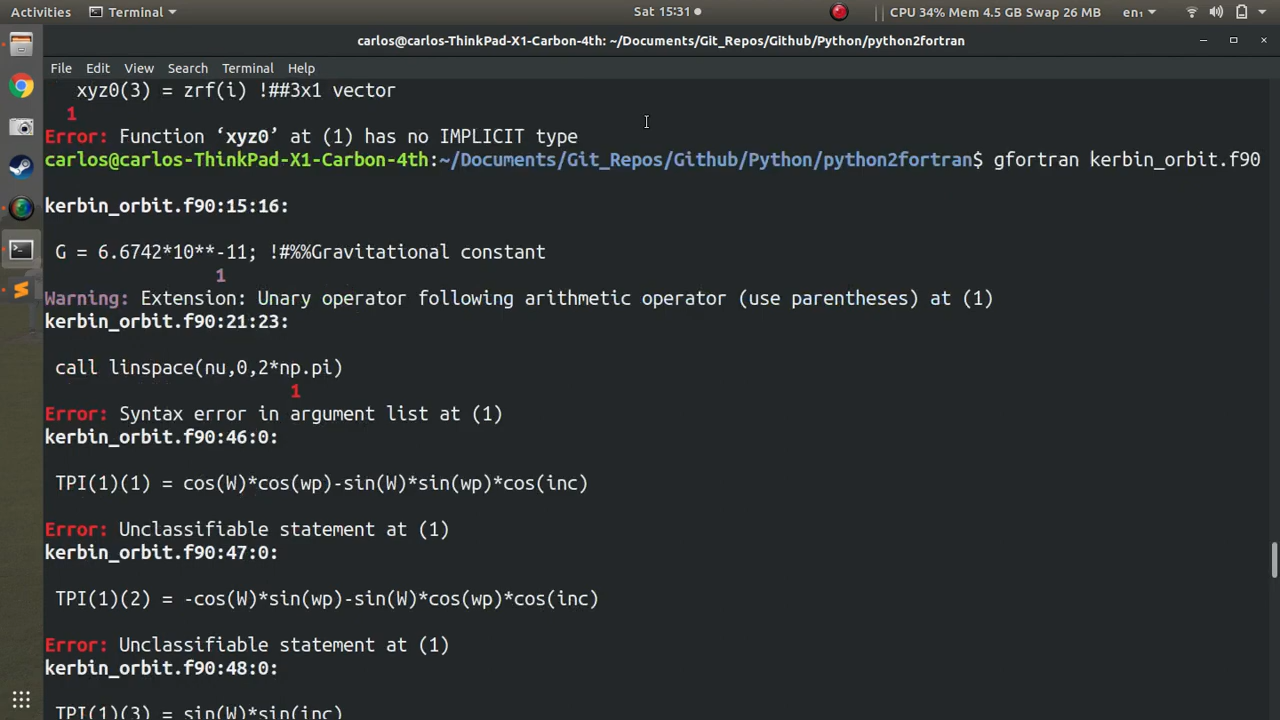 Activities Terminal Sat 15:31 CPU 34% Mem 4.5 GB Swap 26 MB en₁
carlos@carlos-ThinkPad-X1-Carbon-4th: ~/Documents/Git_Repos/Github/Python/python2fortran
File Edit View Search Terminal Help
xyz0(3) = zrf(i) !##3x1 vector
1
Error: Function ‘xyz0’ at (1) has no IMPLICIT type
carlos@carlos-ThinkPad-X1-Carbon-4th:~/Documents/Git_Repos/Github/Python/python2fortran$ gfortran kerbin_orbit.f90
kerbin_orbit.f90:15:16:
G = 6.6742*10**-11; !#%%Gravitational constant
1
Warning: Extension: Unary operator following arithmetic operator (use parentheses) at (1)
kerbin_orbit.f90:21:23:
call linspace(nu,0,2*np.pi)
1
Error: Syntax error in argument list at (1)
kerbin_orbit.f90:46:0:
TPI(1)(1) = cos(W)*cos(wp)-sin(W)*sin(wp)*cos(inc)
Error: Unclassifiable statement at (1)
kerbin_orbit.f90:47:0:
TPI(1)(2) = -cos(W)*sin(wp)-sin(W)*cos(wp)*cos(inc)
Error: Unclassifiable statement at (1)
kerbin_orbit.f90:48:0:
TPI(1)(3) = sin(W)*sin(inc)